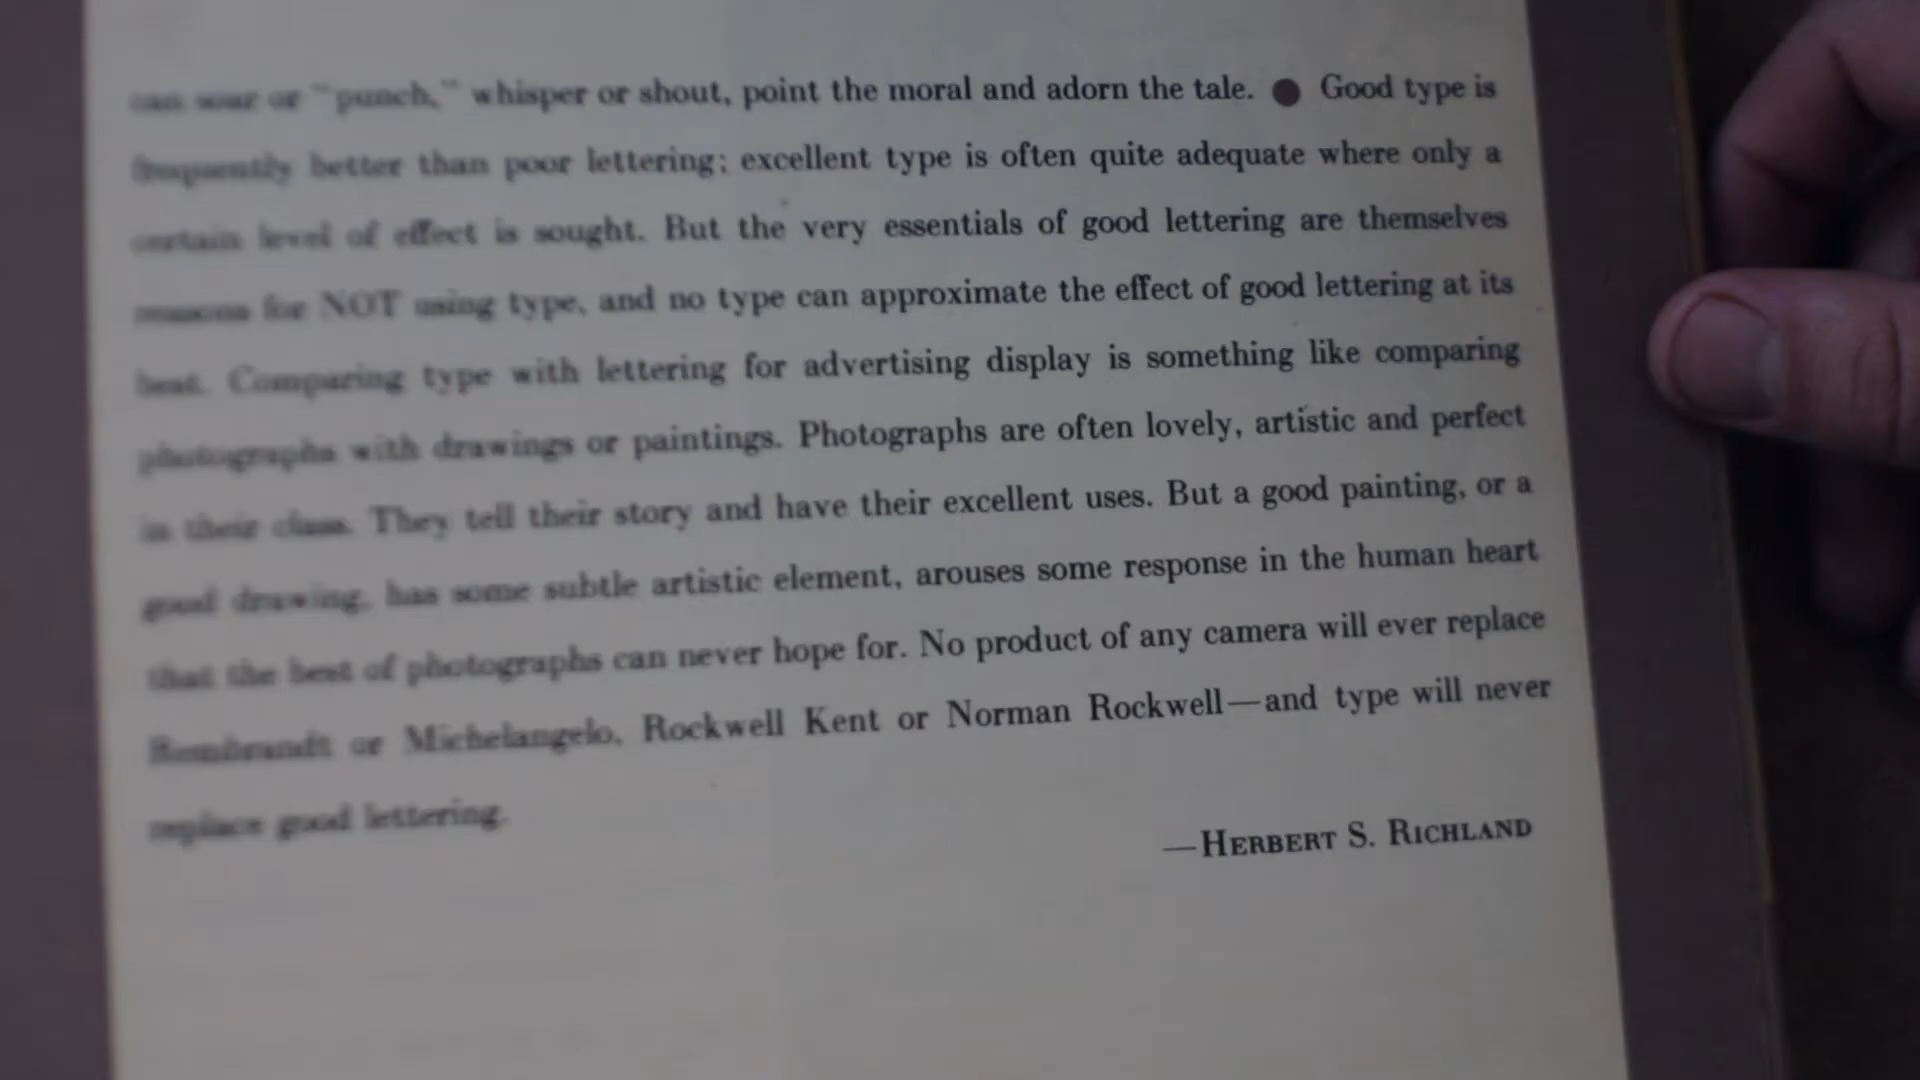 can soar or "punch," whisper or shout, point the moral and adorn the tale. ● Good type is
frequently better than poor lettering; excellent type is often quite adequate where only a
certain level of effect is sought. But the very essentials of good lettering are themselves
reasons for NOT using type, and no type can approximate the effect of good lettering at its
best. Comparing type with lettering for advertising display is something like comparing
photographs with drawings or paintings. Photographs are often lovely, artistic and perfect
in their class. They tell their story and have their excellent uses. But a good painting, or a
good drawing, has some subtle artistic element, arouses some response in the human heart
that the best of photographs can never hope for. No product of any camera will ever replace
Rembrandt or Michelangelo, Rockwell Kent or Norman Rockwell—and type will never
replace good lettering.
—HERBERT S. RICHLAND